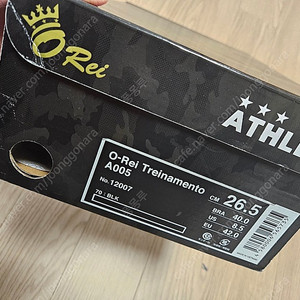 O Rei
ATHL
O-Rei Treinamento
A005
No. 12007
70 : BLK
CM 26.5
BRA 40.0
US 8.5
EU 42.0